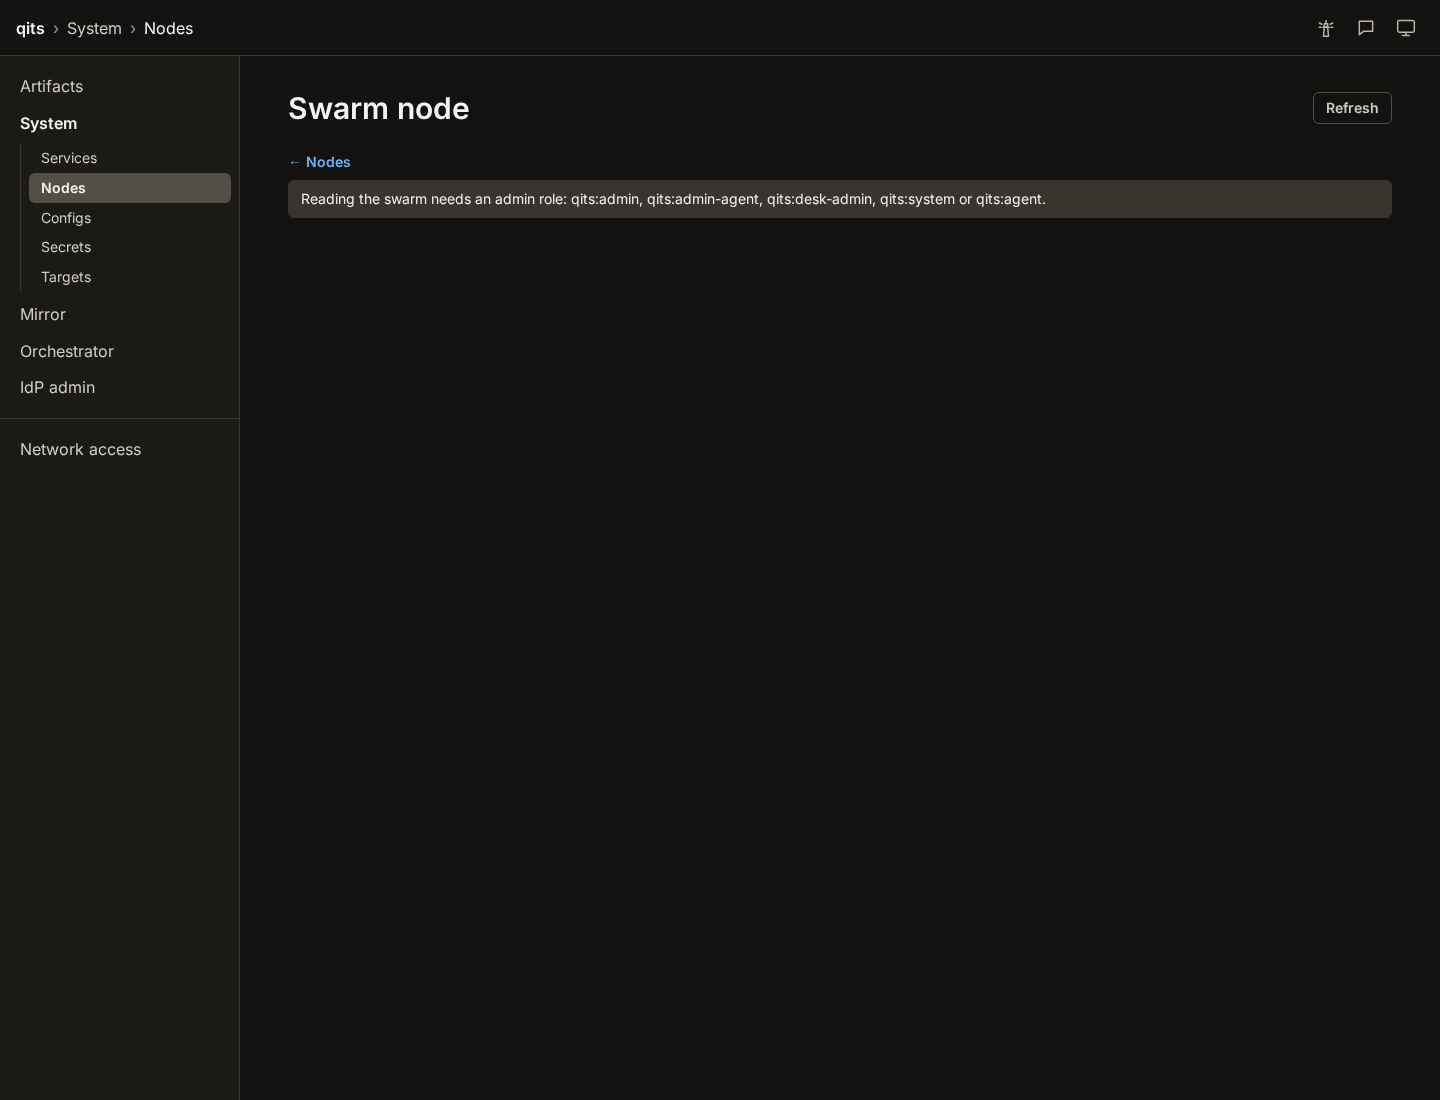 qits › System › Nodes
Artifacts
System
Services
Nodes
Configs
Secrets
Targets
Mirror
Orchestrator
IdP admin
Network access
Swarm node
Refresh
← Nodes
Reading the swarm needs an admin role: qits:admin, qits:admin-agent, qits:desk-admin, qits:system or qits:agent.